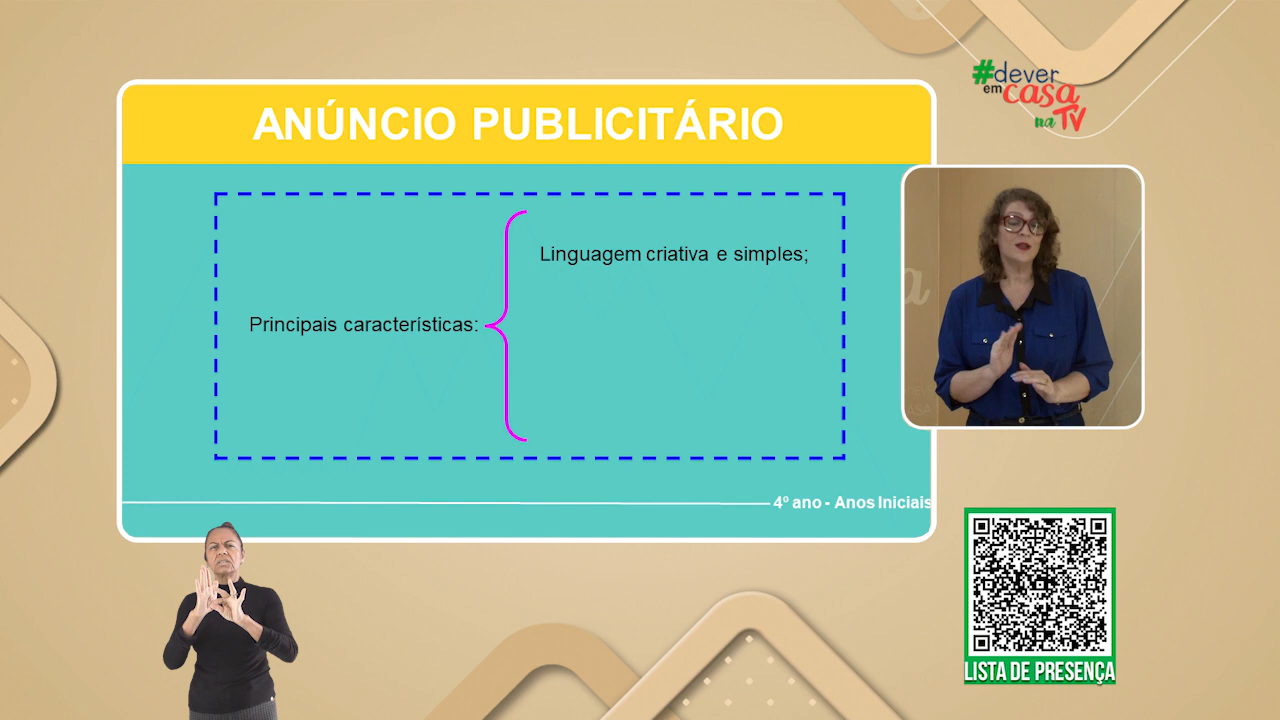 ANÚNCIO PUBLICITÁRIO
#dever
em casa
na TV
Linguagem criativa e simples;
Principais características:
4º ano - Anos Iniciais
LISTA DE PRESENÇA